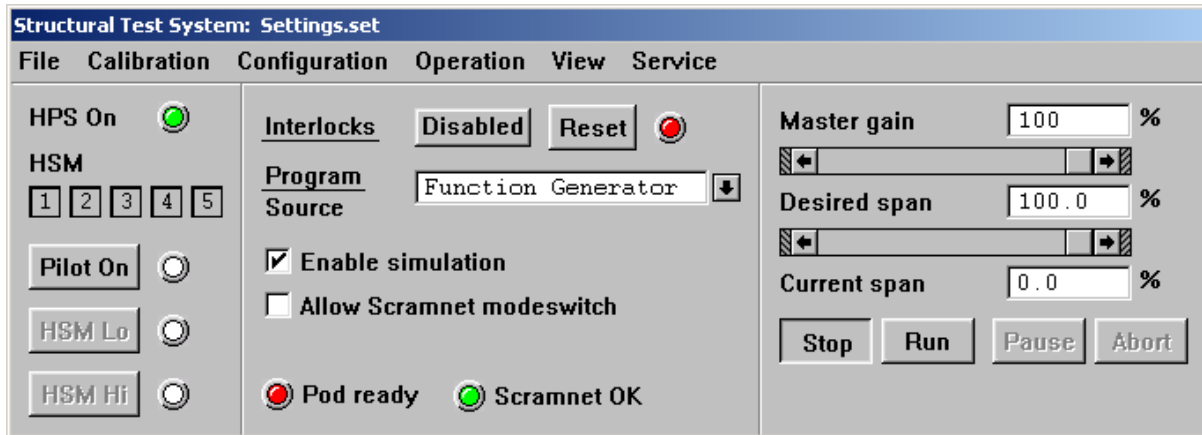 Structural Test System: Settings.set
File Calibration Configuration Operation View Service
HPS On
HSM
1 2 3 4 5
Pilot On
HSM Lo
HSM Hi
Interlocks Disabled Reset
Program
Source
Function Generator
Enable simulation
Allow Scramnet modeswitch
Pod ready Scramnet OK
Master gain 100 %
Desired span 100.0 %
Current span 0.0 %
Stop Run Pause Abort